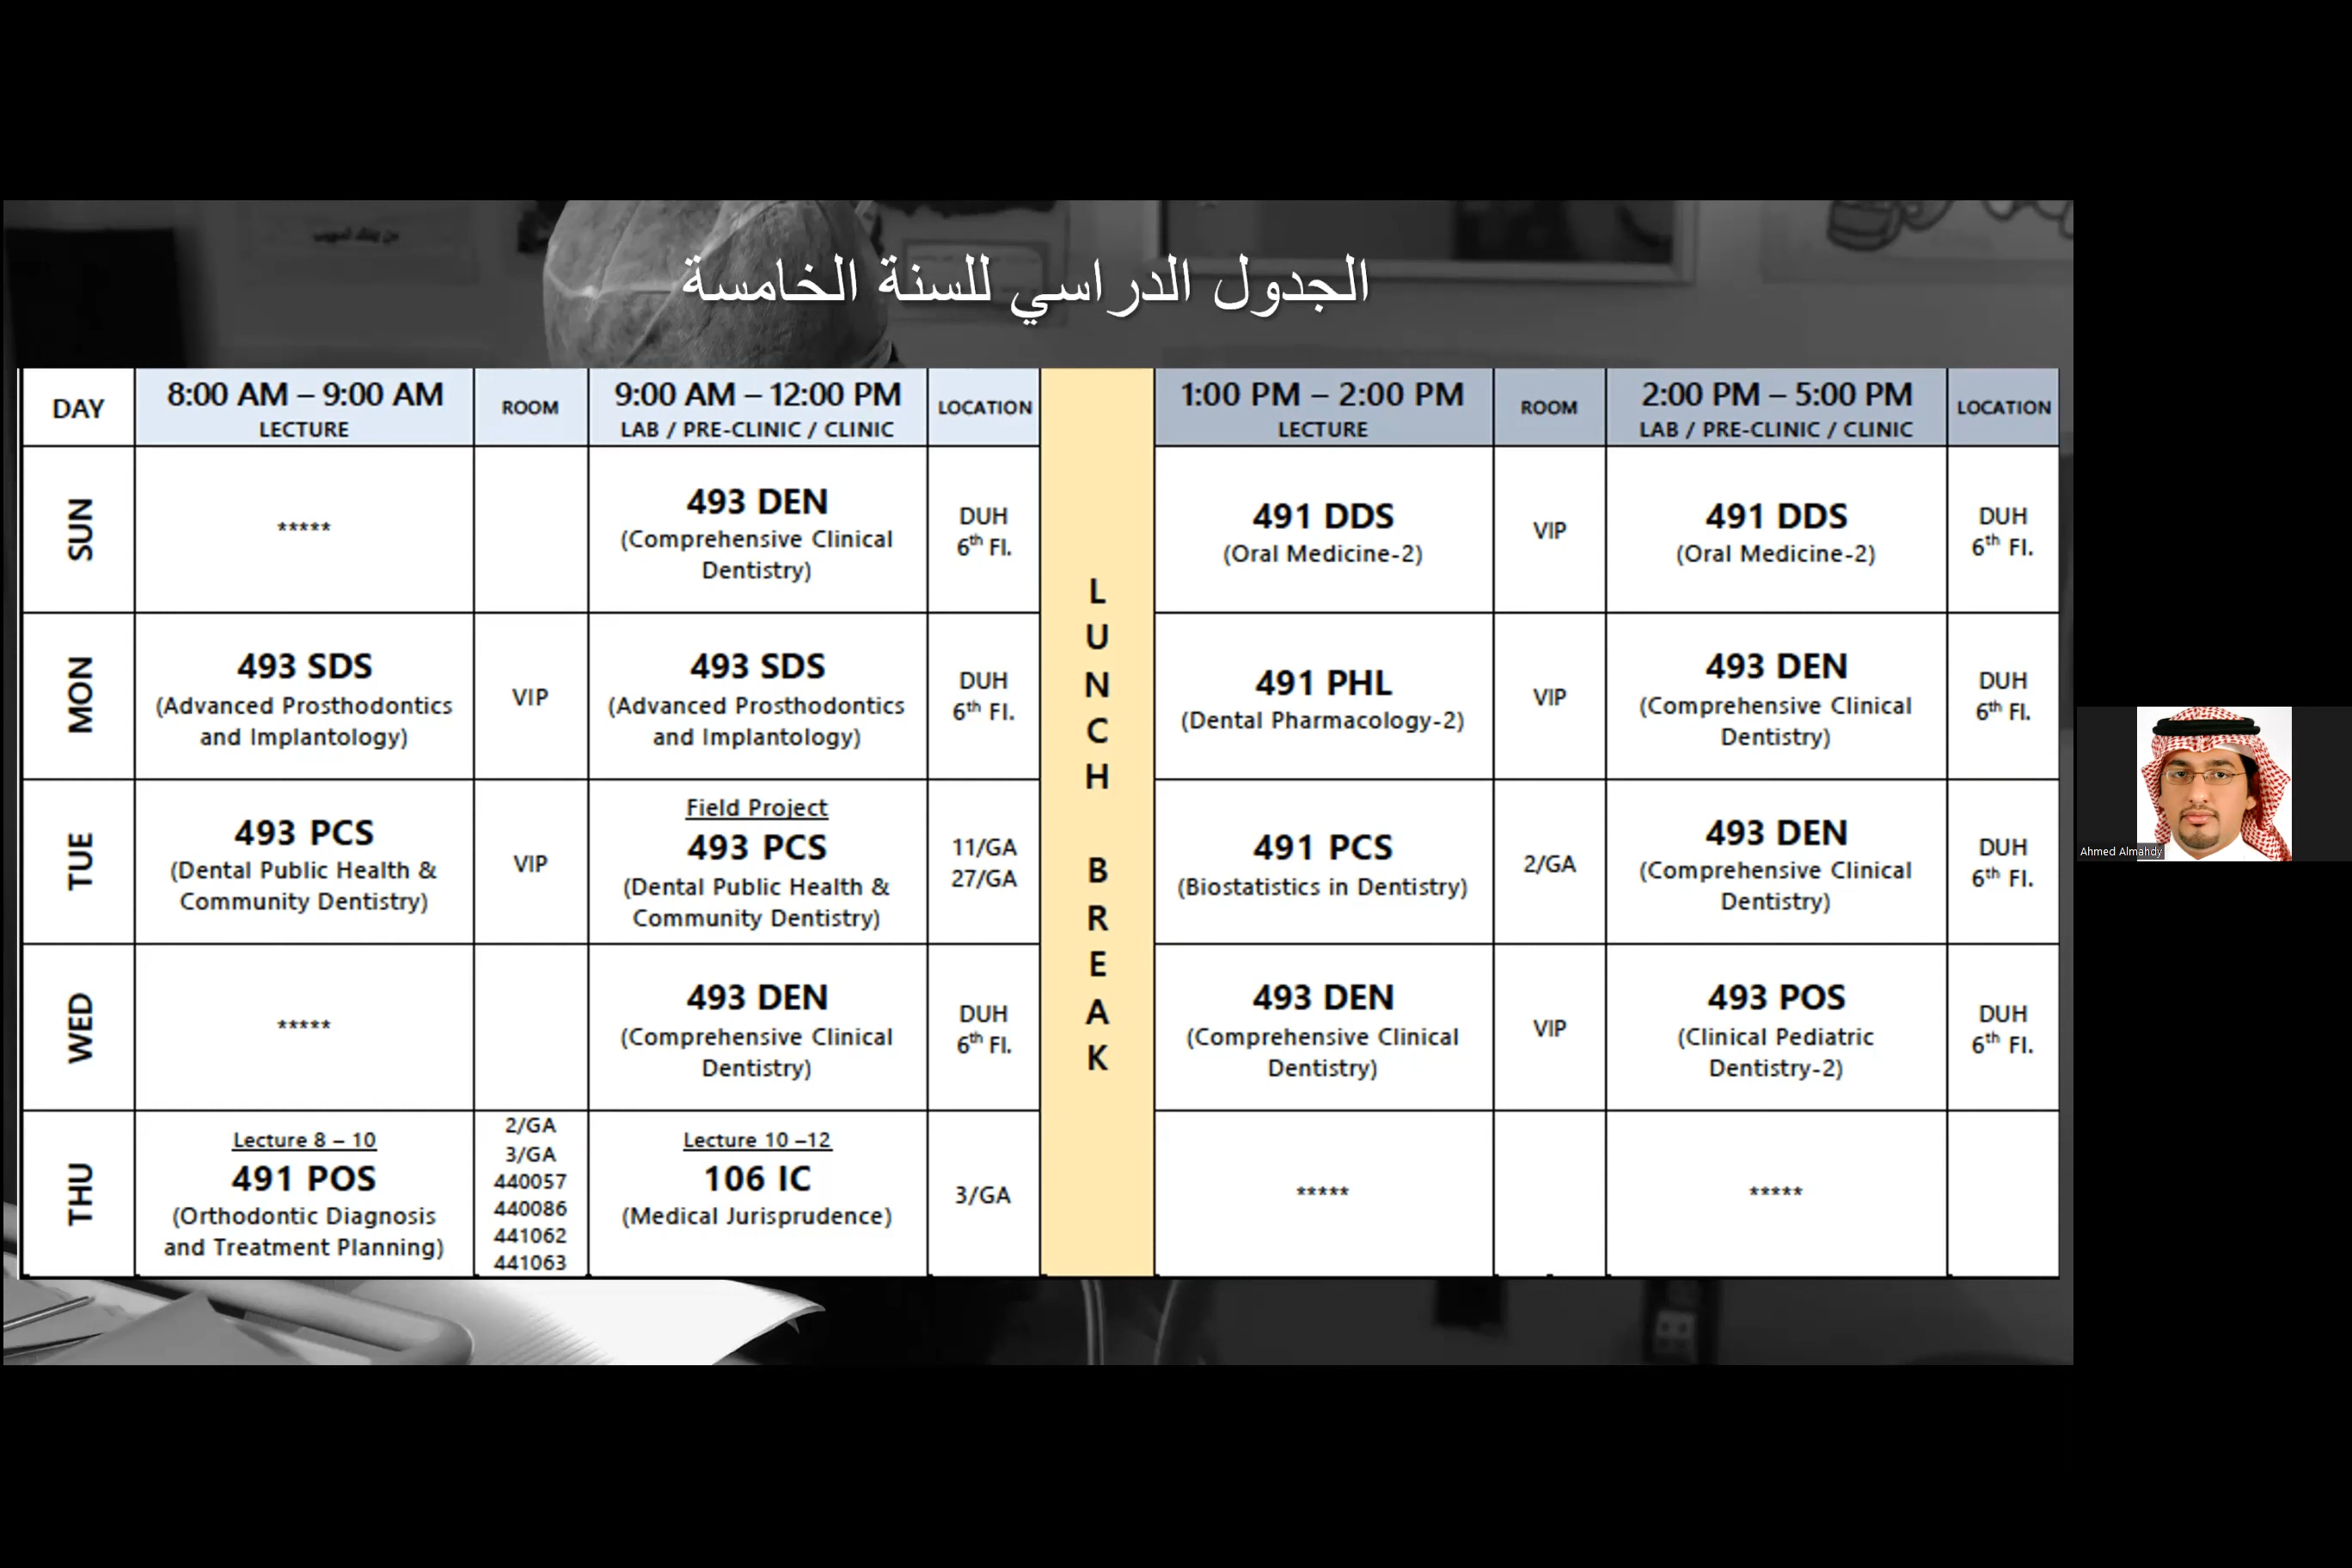 الجدول الدراسي للسنة الخامسة
DAY
8:00 AM – 9:00 AM
LECTURE
ROOM
9:00 AM – 12:00 PM
LAB / PRE-CLINIC / CLINIC
LOCATION
1:00 PM – 2:00 PM
LECTURE
ROOM
2:00 PM – 5:00 PM
LAB / PRE-CLINIC / CLINIC
LOCATION
LUNCH BREAK
SUN
*****
493 DEN
(Comprehensive Clinical
Dentistry)
DUH
6th Fl.
491 DDS
(Oral Medicine-2)
VIP
491 DDS
(Oral Medicine-2)
DUH
6th Fl.
MON
493 SDS
(Advanced Prosthodontics
and Implantology)
VIP
493 SDS
(Advanced Prosthodontics
and Implantology)
DUH
6th Fl.
491 PHL
(Dental Pharmacology-2)
VIP
493 DEN
(Comprehensive Clinical
Dentistry)
DUH
6th Fl.
TUE
493 PCS
(Dental Public Health &
Community Dentistry)
VIP
Field Project
493 PCS
(Dental Public Health &
Community Dentistry)
11/GA
27/GA
491 PCS
(Biostatistics in Dentistry)
2/GA
493 DEN
(Comprehensive Clinical
Dentistry)
DUH
6th Fl.
WED
*****
493 DEN
(Comprehensive Clinical
Dentistry)
DUH
6th Fl.
493 DEN
(Comprehensive Clinical
Dentistry)
VIP
493 POS
(Clinical Pediatric
Dentistry-2)
DUH
6th Fl.
THU
Lecture 8 – 10
491 POS
(Orthodontic Diagnosis
and Treatment Planning)
2/GA
3/GA
440057
440086
441062
441063
Lecture 10 –12
106 IC
(Medical Jurisprudence)
3/GA
*****
*****
Ahmed Almahdy